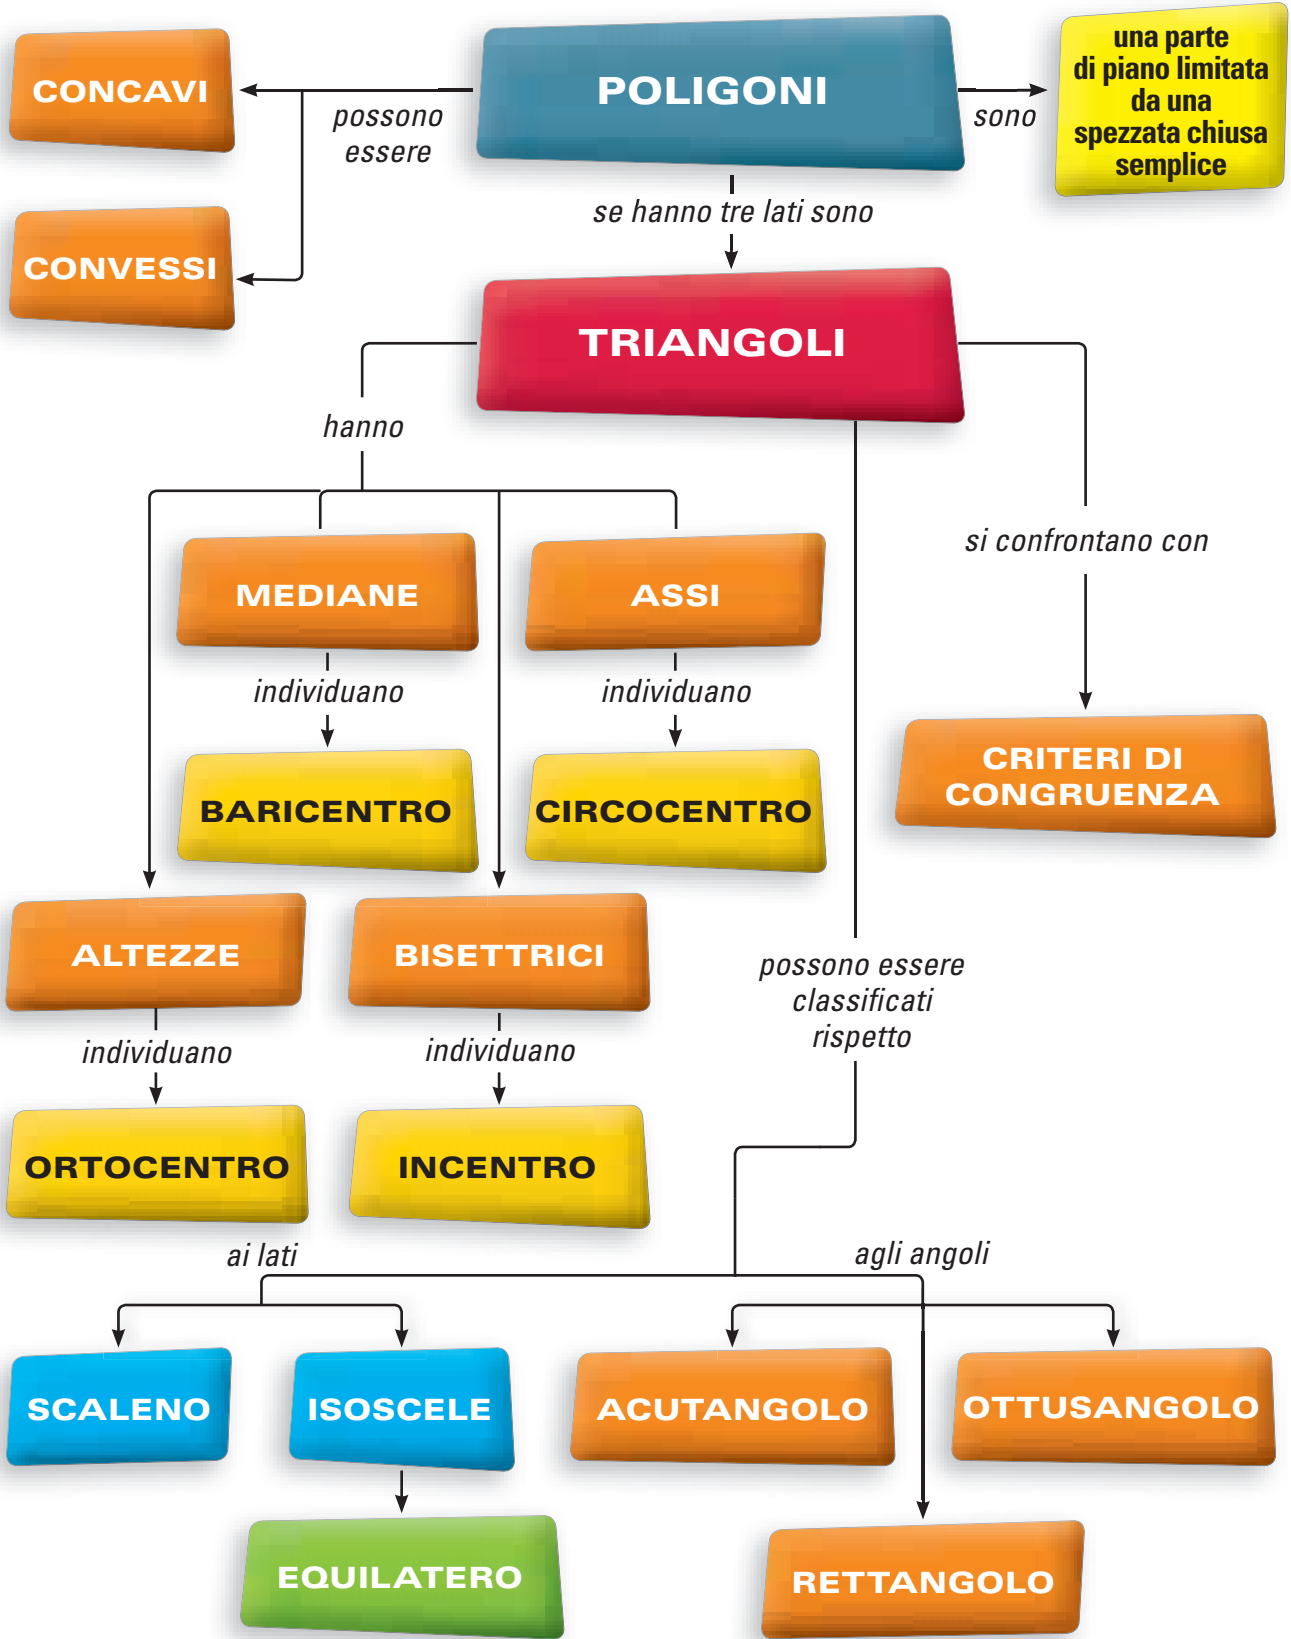 POLIGONI
CONCAVI
possono
essere
sono
una parte
di piano limitata
da una
spezzata chiusa
semplice
CONVESSI
se hanno tre lati sono
TRIANGOLI
hanno
si confrontano con
MEDIANE
ASSI
individuano
individuano
BARICENTRO
CIRCOCENTRO
CRITERI DI
CONGRUENZA
ALTEZZE
BISETTRICI
possono essere
classificati
rispetto
individuano
individuano
ORTOCENTRO
INCENTRO
ai lati
agli angoli
SCALENO
ISOSCELE
ACUTANGOLO
OTTUSANGOLO
EQUILATERO
RETTANGOLO